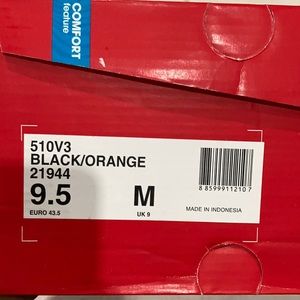 COMFORT
feature
510V3
BLACK/ORANGE
21944
9.5 M
EURO 43.5 UK 9
8 85999 11210 7
MADE IN INDONESIA